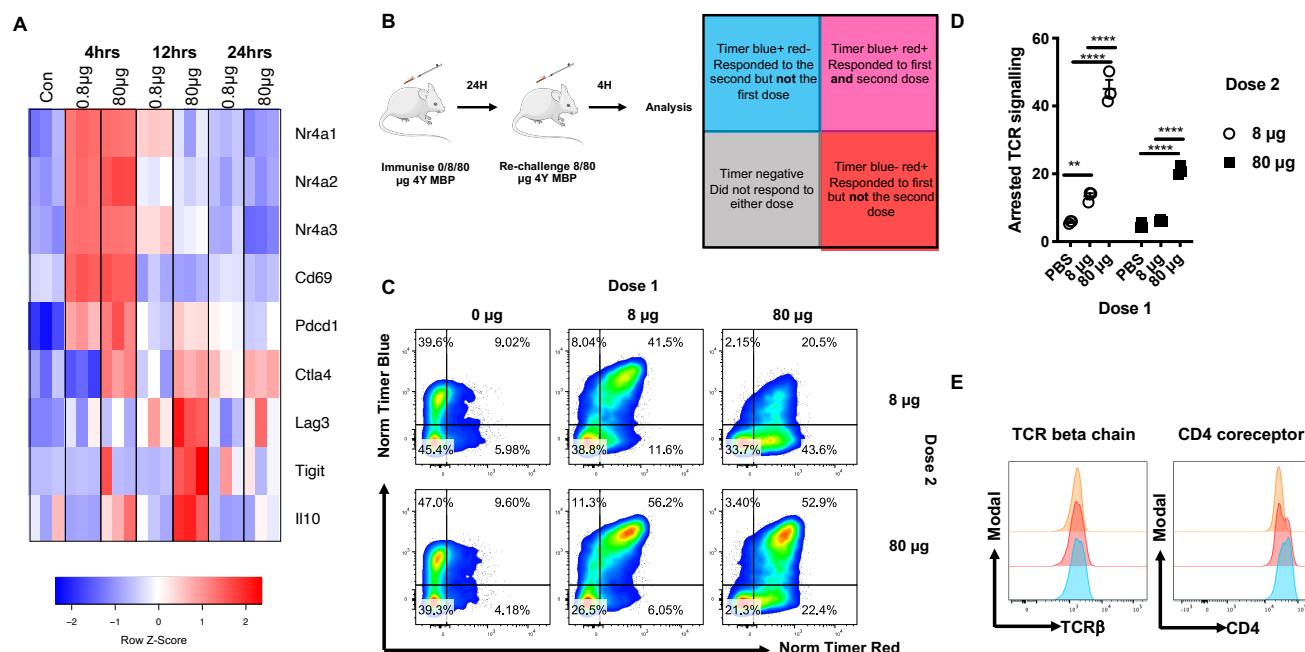 A
4hrs 12hrs 24hrs
Con 0.8µg 80µg 0.8µg 80µg 0.8µg 80µg
Nr4a1
Nr4a2
Nr4a3
Cd69
Pdcd1
Ctla4
Lag3
Tigit
Il10
−2 −1 0 1 2
Row Z-Score
B
24H
4H
Analysis
Immunise 0/8/80
µg 4Y MBP
Re-challenge 8/80
µg 4Y MBP
Timer blue+ red-
Responded to the
second but not the
first dose
Timer blue+ red+
Responded to first
and second dose
Timer negative
Did not respond to
either dose
Timer blue- red+
Responded to first
but not the second
dose
C
Dose 1
0 µg 8 µg 80 µg
Norm Timer Blue
39.6% 9.02%
45.4% 5.98%
8.04% 41.5%
38.8% 11.6%
2.15% 20.5%
33.7% 43.6%
8 µg
Dose 2
47.0% 9.60%
39.3% 4.18%
11.3% 56.2%
26.5% 6.05%
3.40% 52.9%
21.3% 22.4%
80 µg
Norm Timer Red
D
Arrested TCR signalling
60
40
20
0
**
****
****
****
****
PBS 8 µg 80 µg PBS 8 µg 80 µg
Dose 1
Dose 2
8 µg
80 µg
E
TCR beta chain
CD4 coreceptor
Modal
Modal
TCRβ
CD4